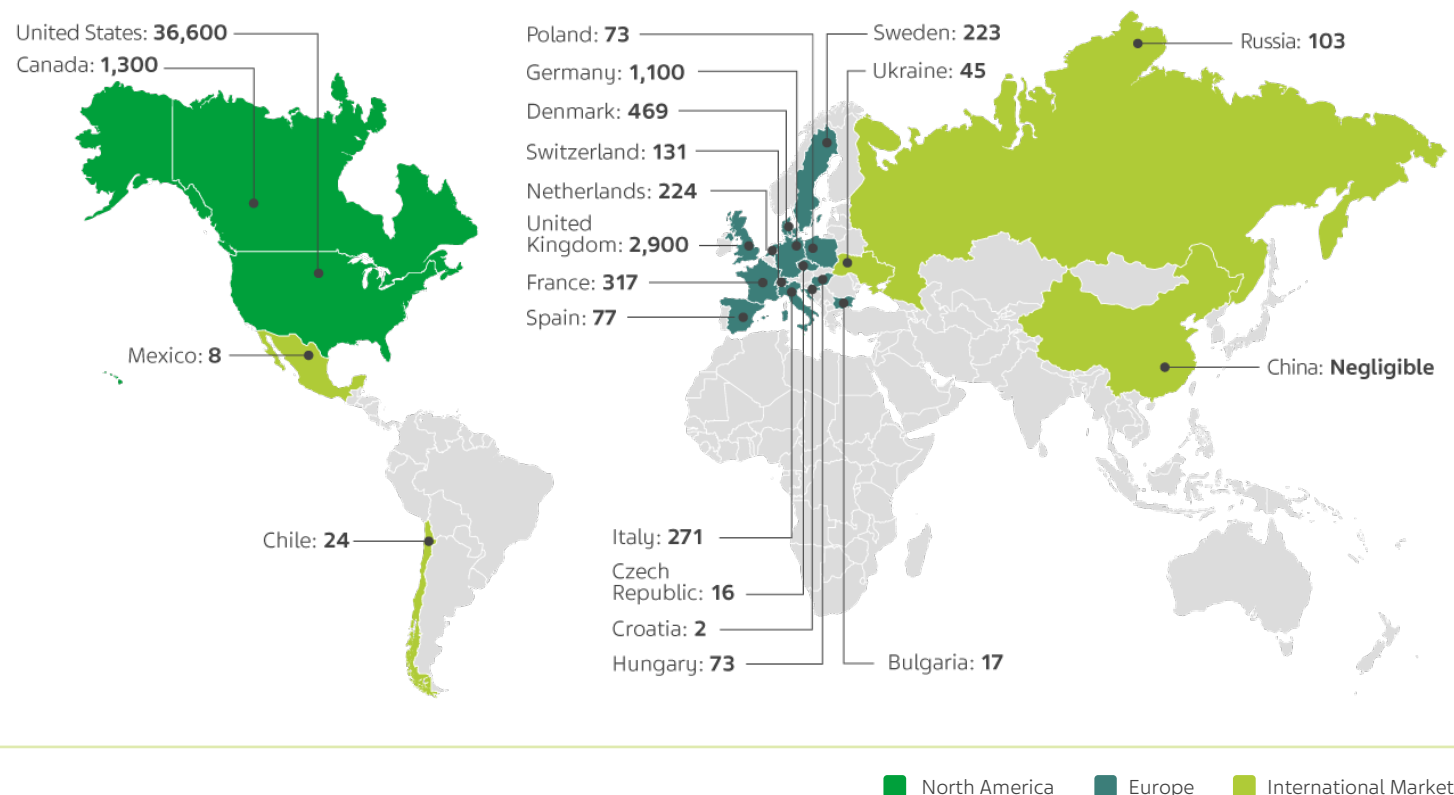 United States: 36,600
Canada: 1,300
Mexico: 8
Chile: 24
Poland: 73
Germany: 1,100
Denmark: 469
Switzerland: 131
Netherlands: 224
United
Kingdom: 2,900
France: 317
Spain: 77
Sweden: 223
Ukraine: 45
Russia: 103
China: Negligible
Italy: 271
Czech
Republic: 16
Croatia: 2
Hungary: 73
Bulgaria: 17
North America
Europe
International Market